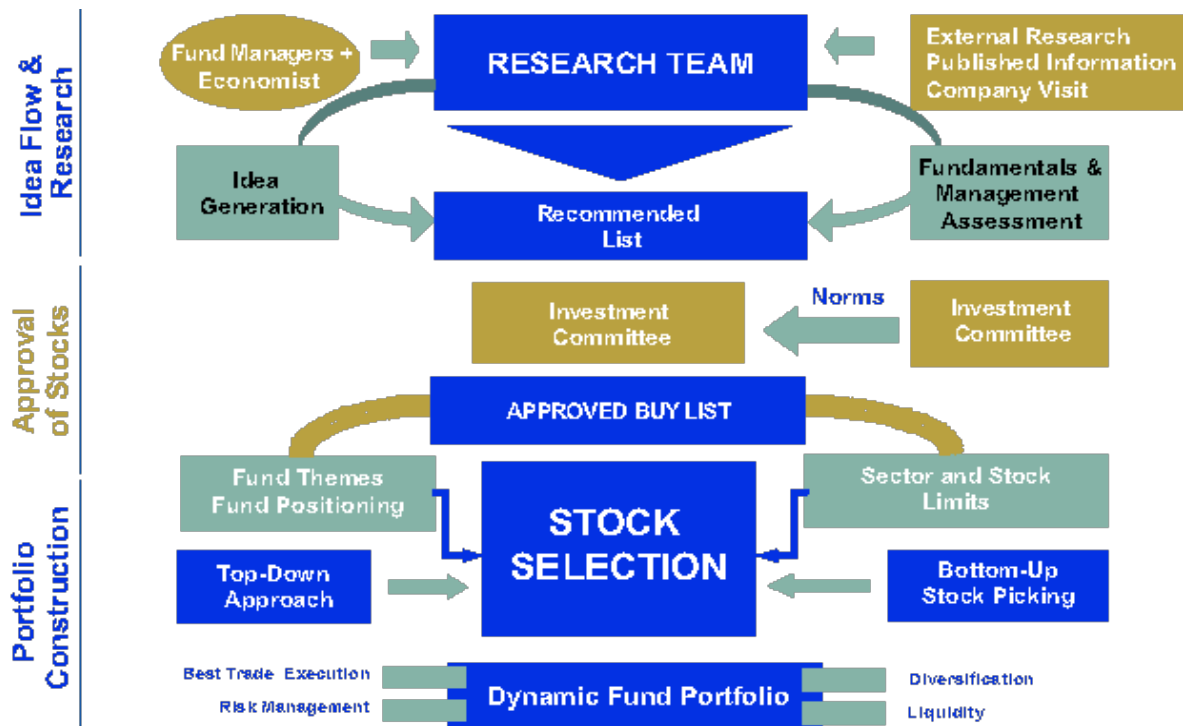 Idea Flow &
Research
Fund Managers +
Economist
RESEARCH TEAM
External Research
Published Information
Company Visit
Idea
Generation
Recommended
List
Fundamentals &
Management
Assessment
Approval
of Stocks
Investment
Committee
Norms
Investment
Committee
APPROVED BUY LIST
Portfolio
Construction
Fund Themes
Fund Positioning
STOCK
SELECTION
Sector and Stock
Limits
Top-Down
Approach
Bottom-Up
Stock Picking
Best Trade Execution
Risk Management
Dynamic Fund Portfolio
Diversification
Liquidity